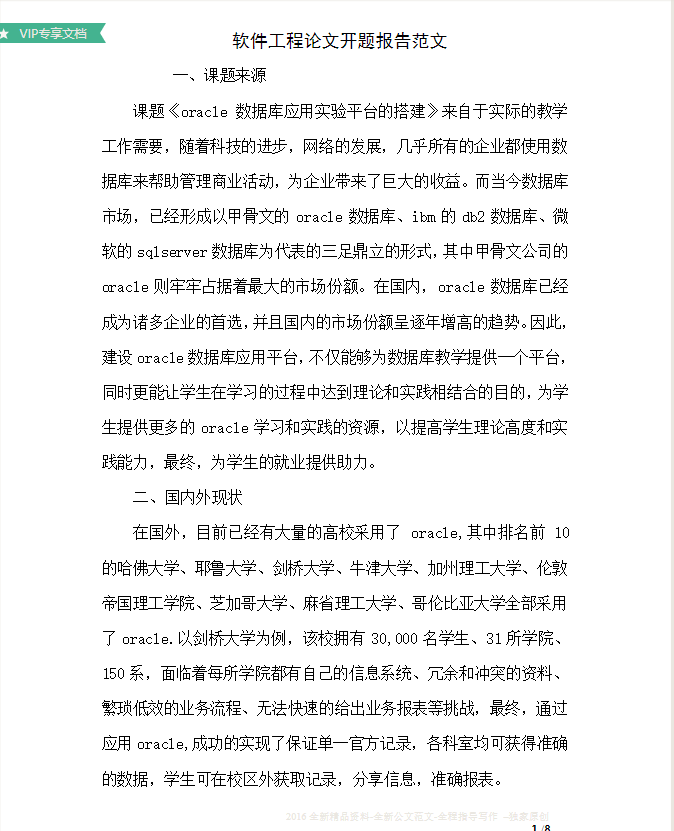 VIP专享文档
软件工程论文开题报告范文
一、课题来源
课题《oracle 数据库应用实验平台的搭建》来自于实际的教学
工作需要，随着科技的进步，网络的发展，几乎所有的企业都使用数
据库来帮助管理商业活动，为企业带来了巨大的收益。而当今数据库
市场，已经形成以甲骨文的 oracle 数据库、ibm 的 db2 数据库、微
软的 sqlserver 数据库为代表的三足鼎立的形式，其中甲骨文公司的
oracle 则牢牢占据着最大的市场份额。在国内，oracle 数据库已经
成为诸多企业的首选，并且国内的市场份额呈逐年增高的趋势。因此，
建设 oracle 数据库应用平台，不仅能够为数据库教学提供一个平台，
同时更能让学生在学习的过程中达到理论和实践相结合的目的，为学
生提供更多的 oracle 学习和实践的资源，以提高学生理论高度和实
践能力，最终，为学生的就业提供助力。
二、国内外现状
在国外，目前已经有大量的高校采用了 oracle,其中排名前 10
的哈佛大学、耶鲁大学、剑桥大学、牛津大学、加州理工大学、伦敦
帝国理工学院、芝加哥大学、麻省理工大学、哥伦比亚大学全部采用
了 oracle.以剑桥大学为例，该校拥有 30,000 名学生、31 所学院、
150 系，面临着每所学院都有自己的信息系统、冗余和冲突的资料、
繁琐低效的业务流程、无法快速的给出业务报表等挑战，最终，通过
应用 oracle,成功的实现了保证单一官方记录，各科室均可获得准确
的数据，学生可在校区外获取记录，分享信息，准确报表。
2016 全新精品资料-全新公文范文-全程指导写作 –独家原创
1 /8